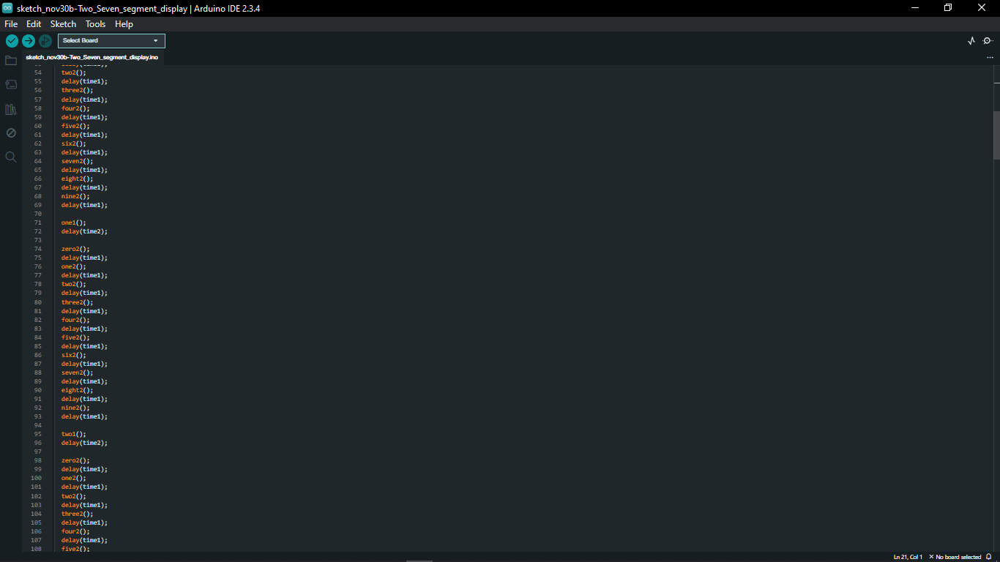 sketch_nov30b-Two_Seven_segment_display | Arduino IDE 2.3.4
File Edit Sketch Tools Help
Select Board
sketch_nov30b-Two_Seven_segment_display.ino
54 two2();
55 delay(time1);
56 three2();
57 delay(time1);
58 four2();
59 delay(time1);
60 five2();
61 delay(time1);
62 six2();
63 delay(time1);
64 seven2();
65 delay(time1);
66 eight2();
67 delay(time1);
68 nine2();
69 delay(time1);
70
71 one1();
72 delay(time2);
73
74 zero2();
75 delay(time1);
76 one2();
77 delay(time1);
78 two2();
79 delay(time1);
80 three2();
81 delay(time1);
82 four2();
83 delay(time1);
84 five2();
85 delay(time1);
86 six2();
87 delay(time1);
88 seven2();
89 delay(time1);
90 eight2();
91 delay(time1);
92 nine2();
93 delay(time1);
94
95 two1();
96 delay(time2);
97
98 zero2();
99 delay(time1);
100 one2();
101 delay(time1);
102 two2();
103 delay(time1);
104 three2();
105 delay(time1);
106 four2();
107 delay(time1);
108 five2();
Ln 21, Col 1 × No board selected